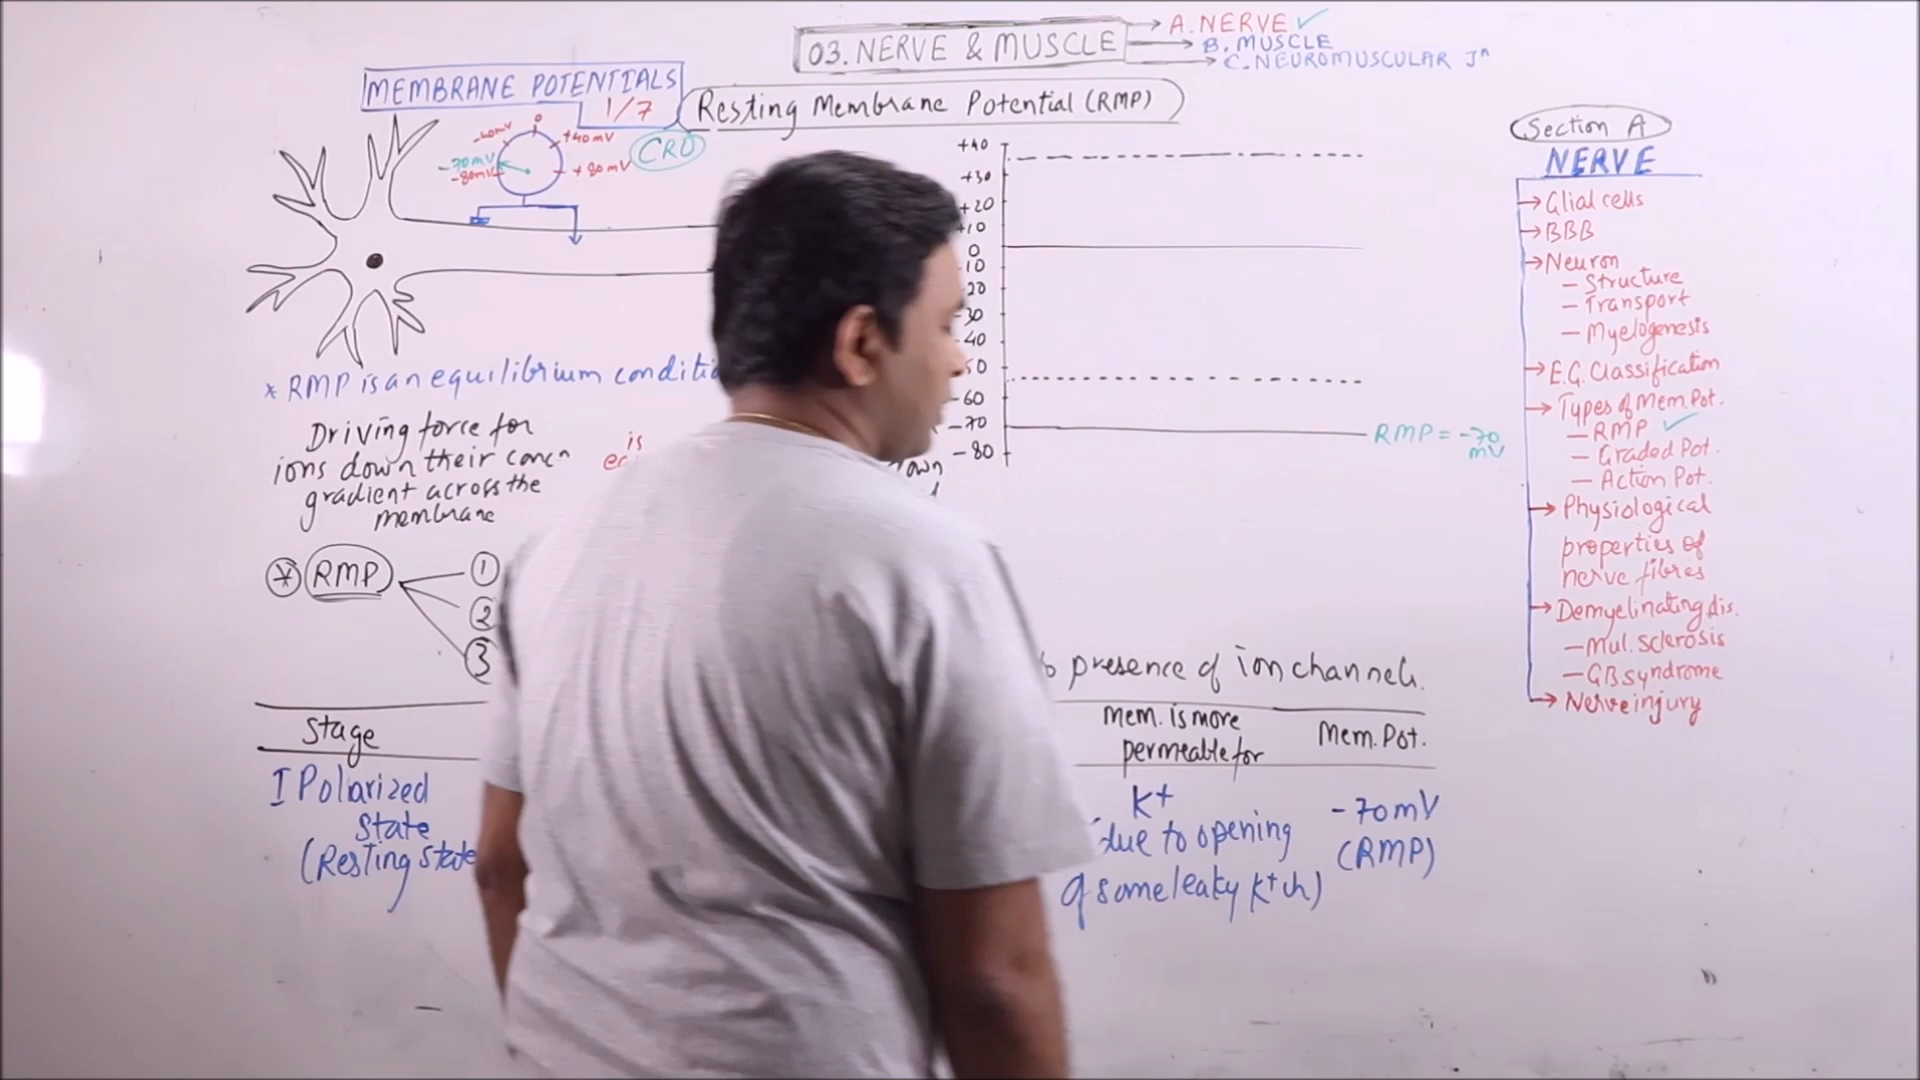 03. NERVE & MUSCLE
A. NERVE ✓
B. MUSCLE
C. NEUROMUSCULAR Jn
MEMBRANE POTENTIALS
1/7
Resting Membrane Potential (RMP)
0
-40mV
+40mV
-70mV
-80mV
+80mV
CRO
+40
+30
+20
+10
0
10
20
30
40
50
60
-70
-80
RMP = -70
mV
* RMP is an equilibrium
Driving force for
ions down their concn
gradient across the
membrane
is
* RMP
1
2
3
presence of ion channels.
Stage
Mem. is more
permeable for
Mem. Pot.
I Polarized
state
(Resting state
K+
due to opening
of some leaky K+ ch)
-70mV
(RMP)
Section A
NERVE
Glial cells
BBB
Neuron
- Structure
- Transport
- Myelogenesis
E.G. Classification
Types of Mem. Pot.
- RMP ✓
- Graded Pot.
- Action Pot.
Physiological
properties of
nerve fibres
Demyelinating dis.
- Mul. Sclerosis
- GB syndrome
Nerve injury